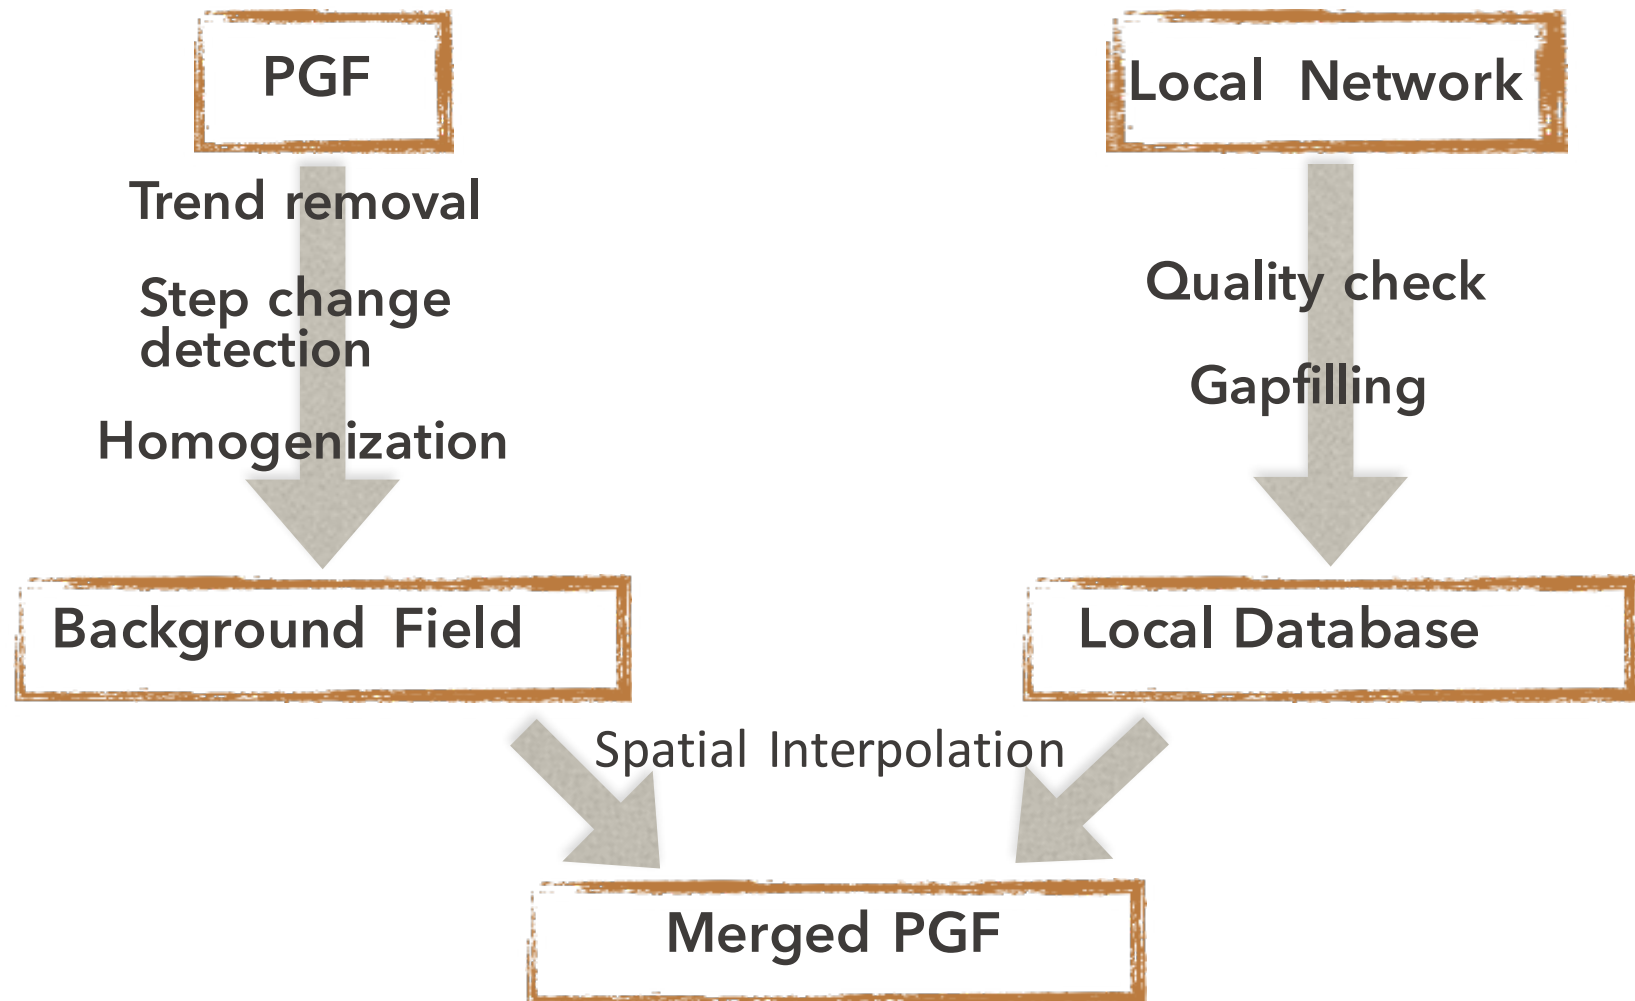 PGF
Local Network
Trend removal
Step change
detection
Homogenization
Quality check
Gapfilling
Background Field
Local Database
Spatial Interpolation
Merged PGF